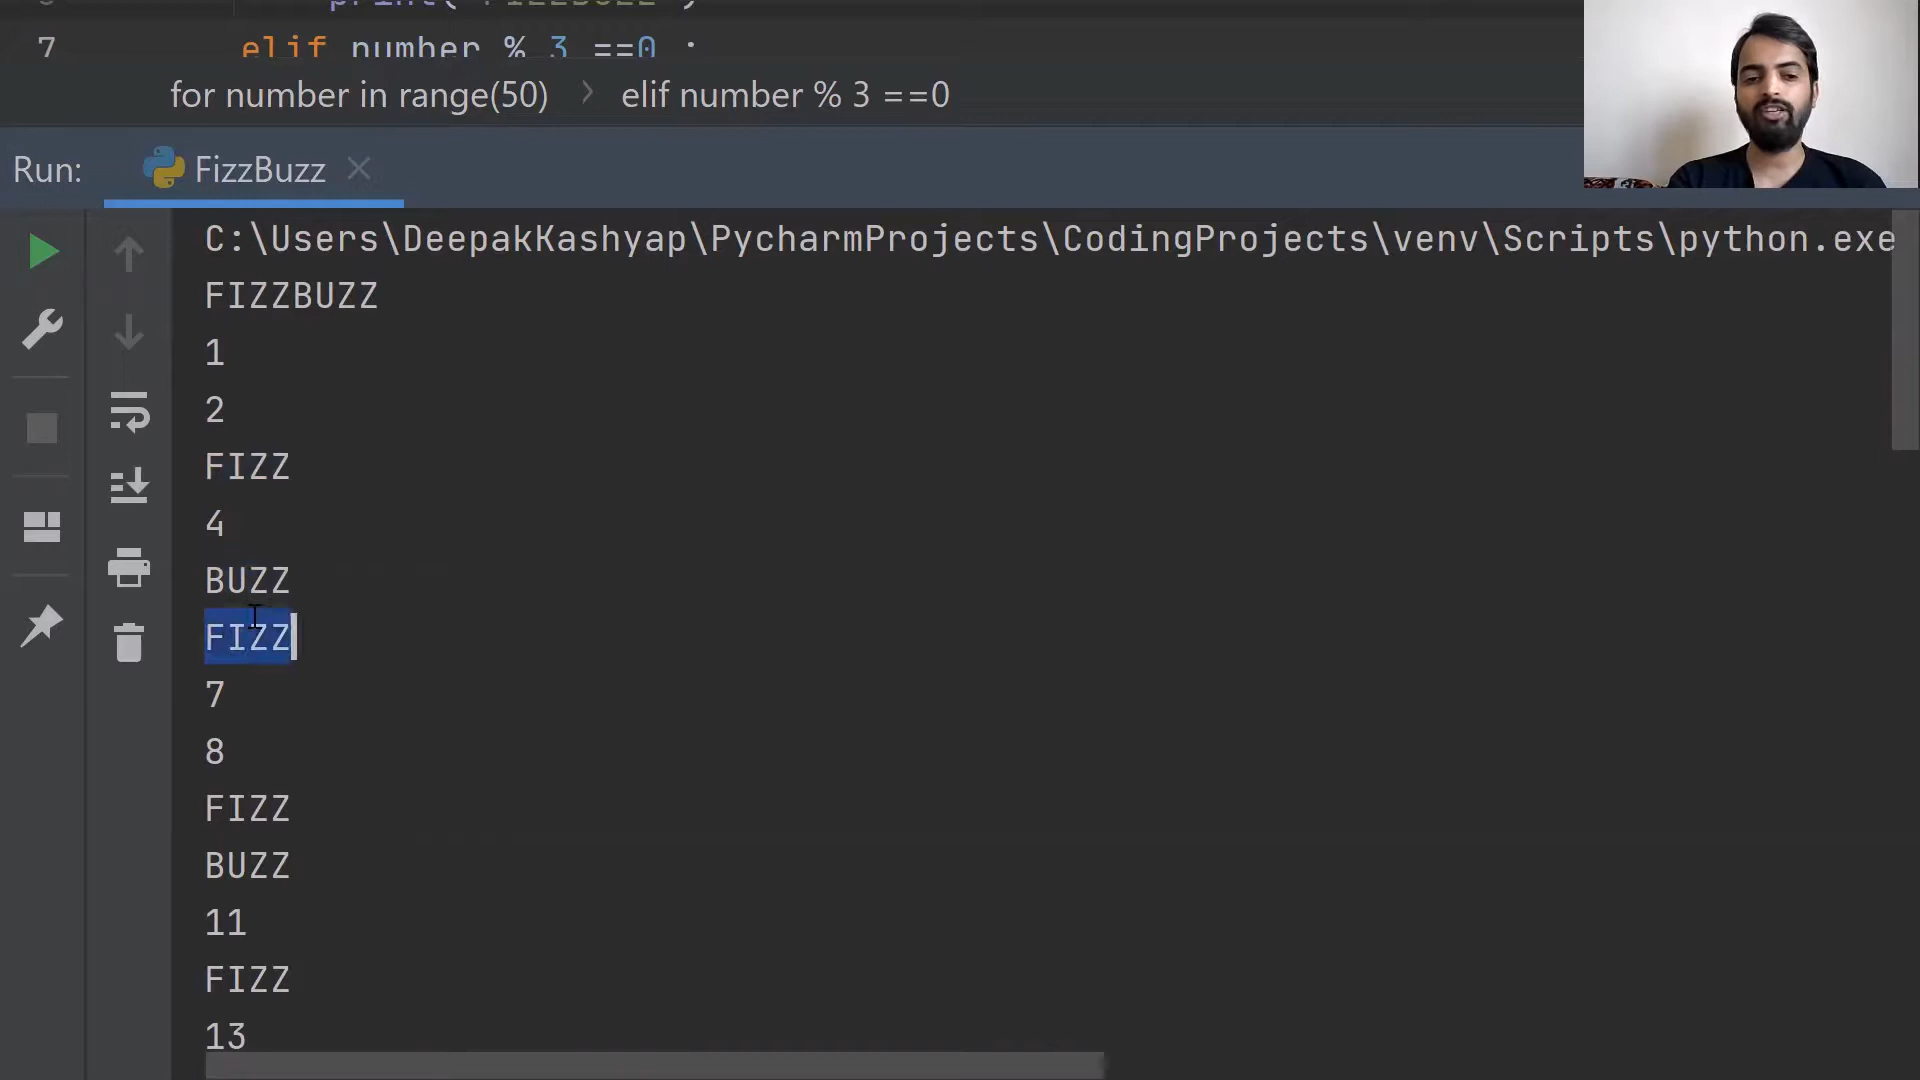 print("FIZZBUZZ")
7 elif number % 3 ==0 :
for number in range(50) > elif number % 3 ==0
Run: FizzBuzz
C:\Users\DeepakKashyap\PycharmProjects\CodingProjects\venv\Scripts\python.exe
FIZZBUZZ
1
2
FIZZ
4
BUZZ
FIZZ
7
8
FIZZ
BUZZ
11
FIZZ
13